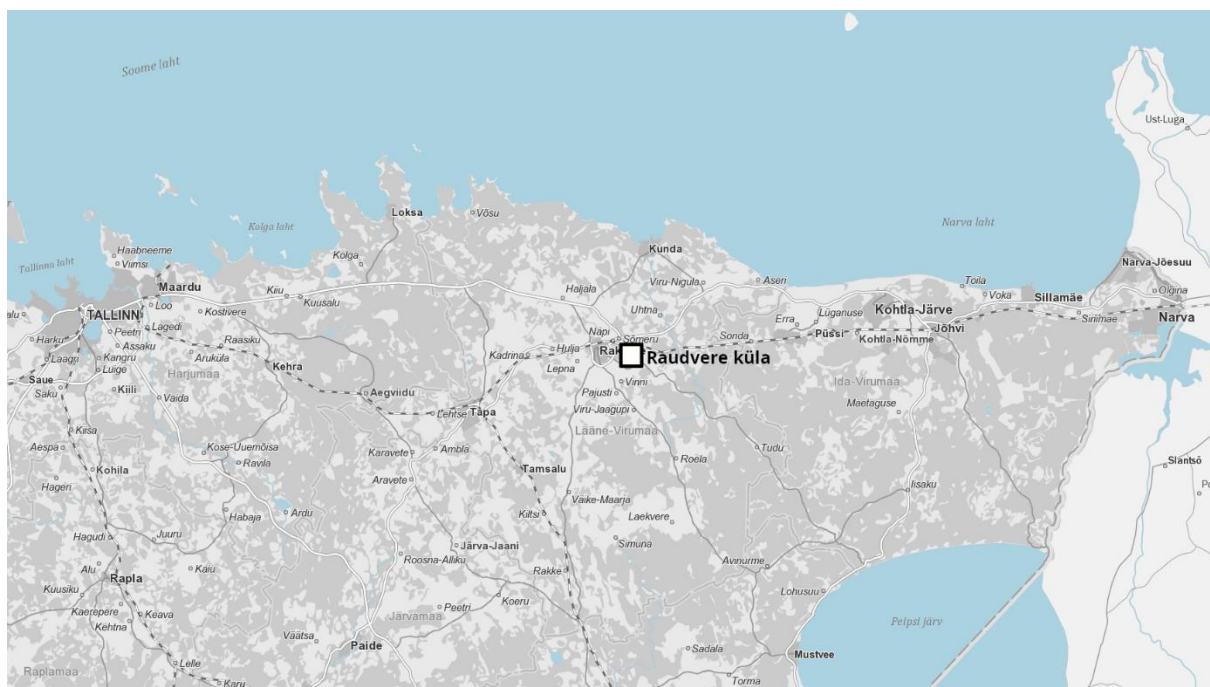 Soome laht
Ust-Luga
Loksa
Võsu
Kolga laht
Narva laht
Haabneeme
Viimsi
Kolga
Kunda
Tallinna laht
Narva-Jõesuu
Maardu
Kiiu
Kuusalu
Haljala
Viru-Nigula
Aseri
Toila
Voka
Sillamäe
Olgina
Loo
Kostivere
Uhtna
Lüganuse
Kohtla-Järve
Sirgala
TALLINN
Lagedi
Peetri
Assaku
Raasiku
Napi
Sõmeru
Sonda
Erra
Püssi
Jõhvi
Narva
Harku
Laagri
Kangru
Luige
Aruküla
Kehra
Kadrina
Hulja
Lepna
Raudvere küla
Kohtla-Nõmme
Saue
Saku
Kiili
Harjumaa
Vaida
Aegviidu
Vinni
Pajusti
Ida-Virumaa
Mäetaguse
Lehtse
Tapa
Viru-Jaagupi
Lääne-Virumaa
Kiisa
Aespa
Kose-Uuemõisa
Ravila
Karavete
Ambla
Tudu
Roela
Kohila
Hageri
Aravete
Tamsalu
Slantsõ
Iisaku
Väike-Maarja
Habaja
Ardu
Kiltsi
Laekvere
Hagudi
Juuru
Järva-Jaani
Simuna
Alu
Kaiu
Roosna-Alliku
Rakke
Avinurme
Rapla
Kuusiku
Lohusuu
Kaerepere
Keava
Kehtna
Peetri
Koeru
Järvamaa
Peipsi järv
Väätsa
Paide
Sadala
Mustvee
Lelle
Raplamaa
Käru
Torma